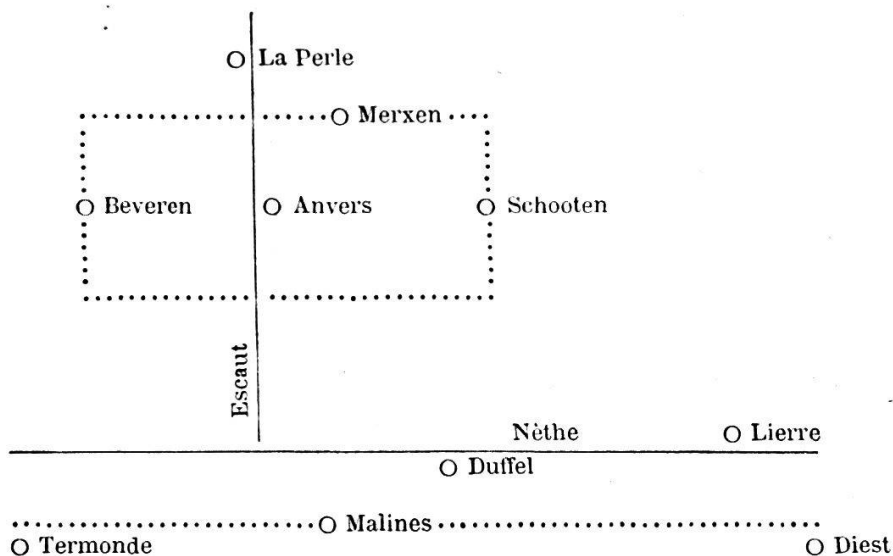 La Perle
Merxen
Beveren
Anvers
Schooten
Escaut
Nèthe
Lierre
Duffel
Malines
Termonde
Diest